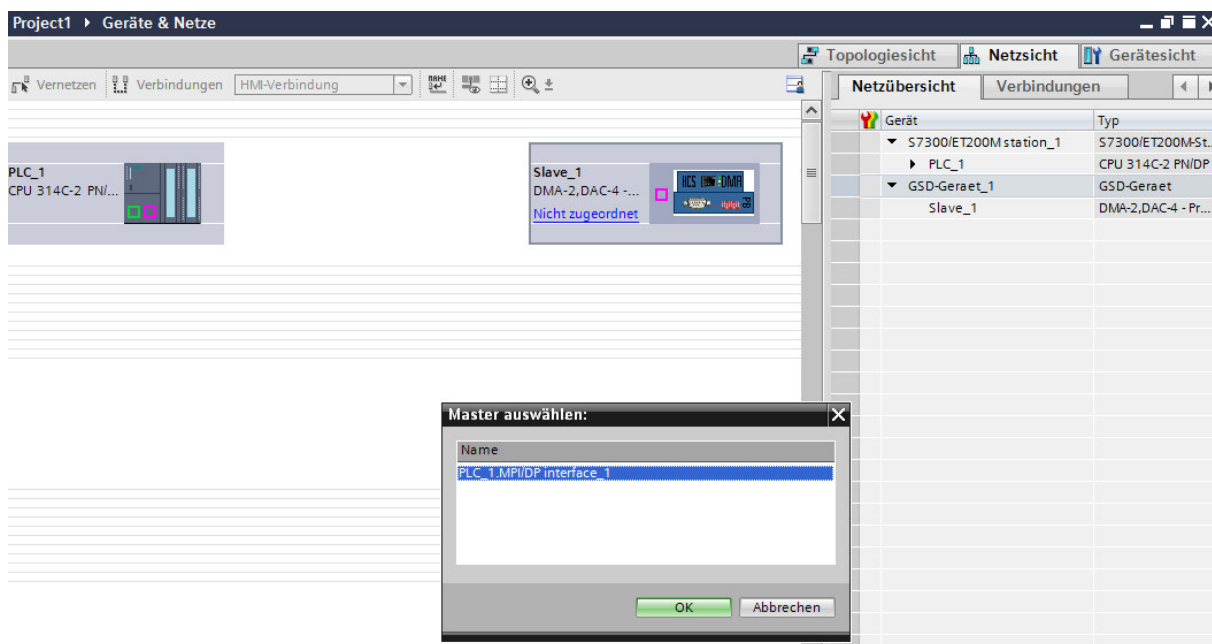 Project1 ▸ Geräte & Netze
Topologiesicht Netzsicht Gerätesicht
Vernetzen Verbindungen HMI-Verbindung
Netzübersicht Verbindungen
Gerät Typ
S7300/ET200M station_1 S7300/ET200M-St...
PLC_1 CPU 314C-2 PN/DP
GSD-Geraet_1 GSD-Geraet
Slave_1 DMA-2,DAC-4 - Pr...
PLC_1
CPU 314C-2 PN/...
Slave_1
DMA-2,DAC-4 -...
Nicht zugeordnet
Master auswählen:
Name
PLC_1.MPI/DP interface_1
OK Abbrechen